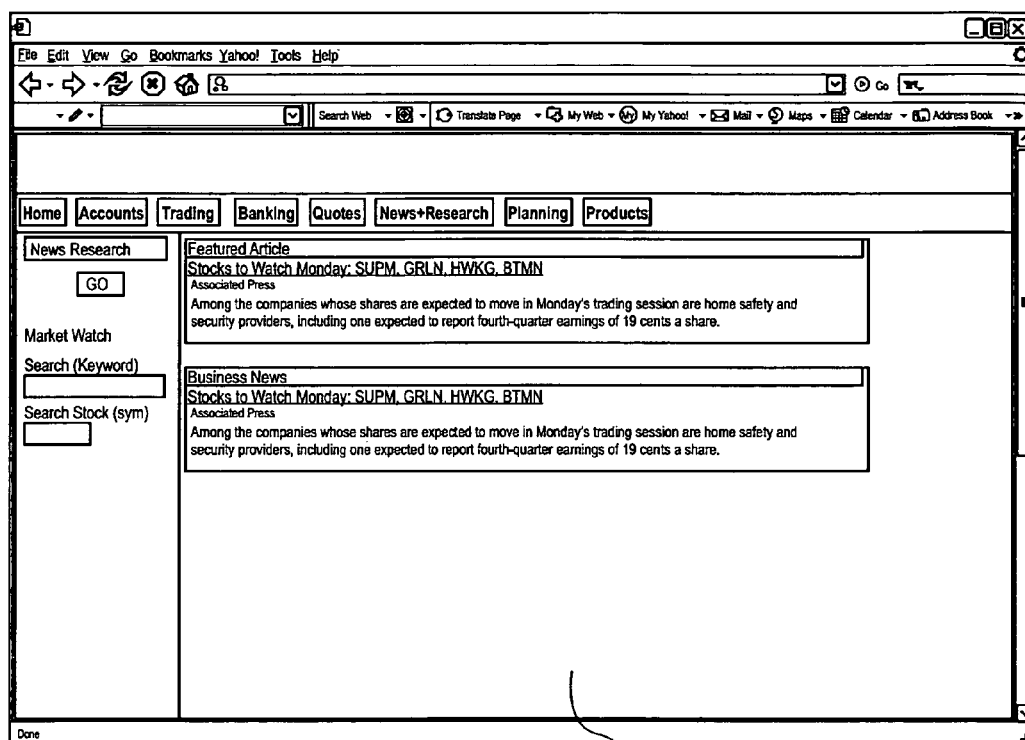 File Edit View Go Bookmarks Yahoo! Tools Help
Go
Search Web Translate Page My Web My Yahoo! Mail Maps Calendar Address Book
Home Accounts Trading Banking Quotes News+Research Planning Products
News Research
GO
Market Watch
Search (Keyword)
Search Stock (sym)
Featured Article
Stocks to Watch Monday: SUPM, GRLN, HWKG, BTMN
Associated Press
Among the companies whose shares are expected to move in Monday's trading session are home safety and
security providers, including one expected to report fourth-quarter earnings of 19 cents a share.
Business News
Stocks to Watch Monday: SUPM, GRLN, HWKG, BTMN
Associated Press
Among the companies whose shares are expected to move in Monday's trading session are home safety and
security providers, including one expected to report fourth-quarter earnings of 19 cents a share.
Done